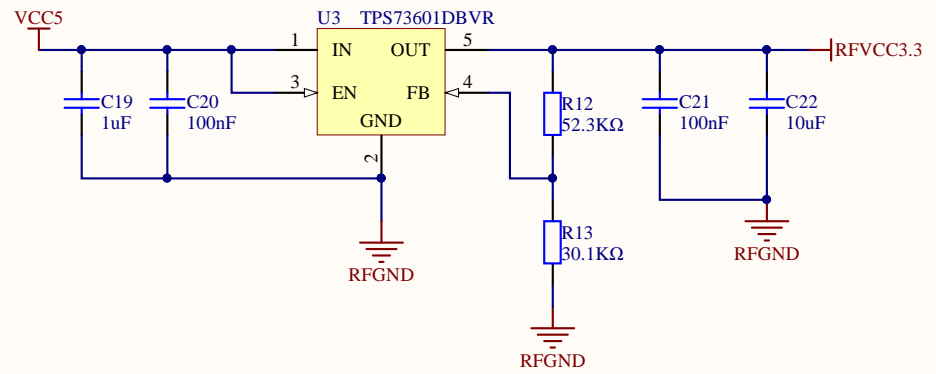 VCC5
U3 TPS73601DBVR
1 IN OUT 5
RFVCC3.3
3 EN FB 4
C19
1uF
C20
100nF
GND
2
R12
52.3KΩ
C21
100nF
C22
10uF
R13
30.1KΩ
RFGND
RFGND
RFGND